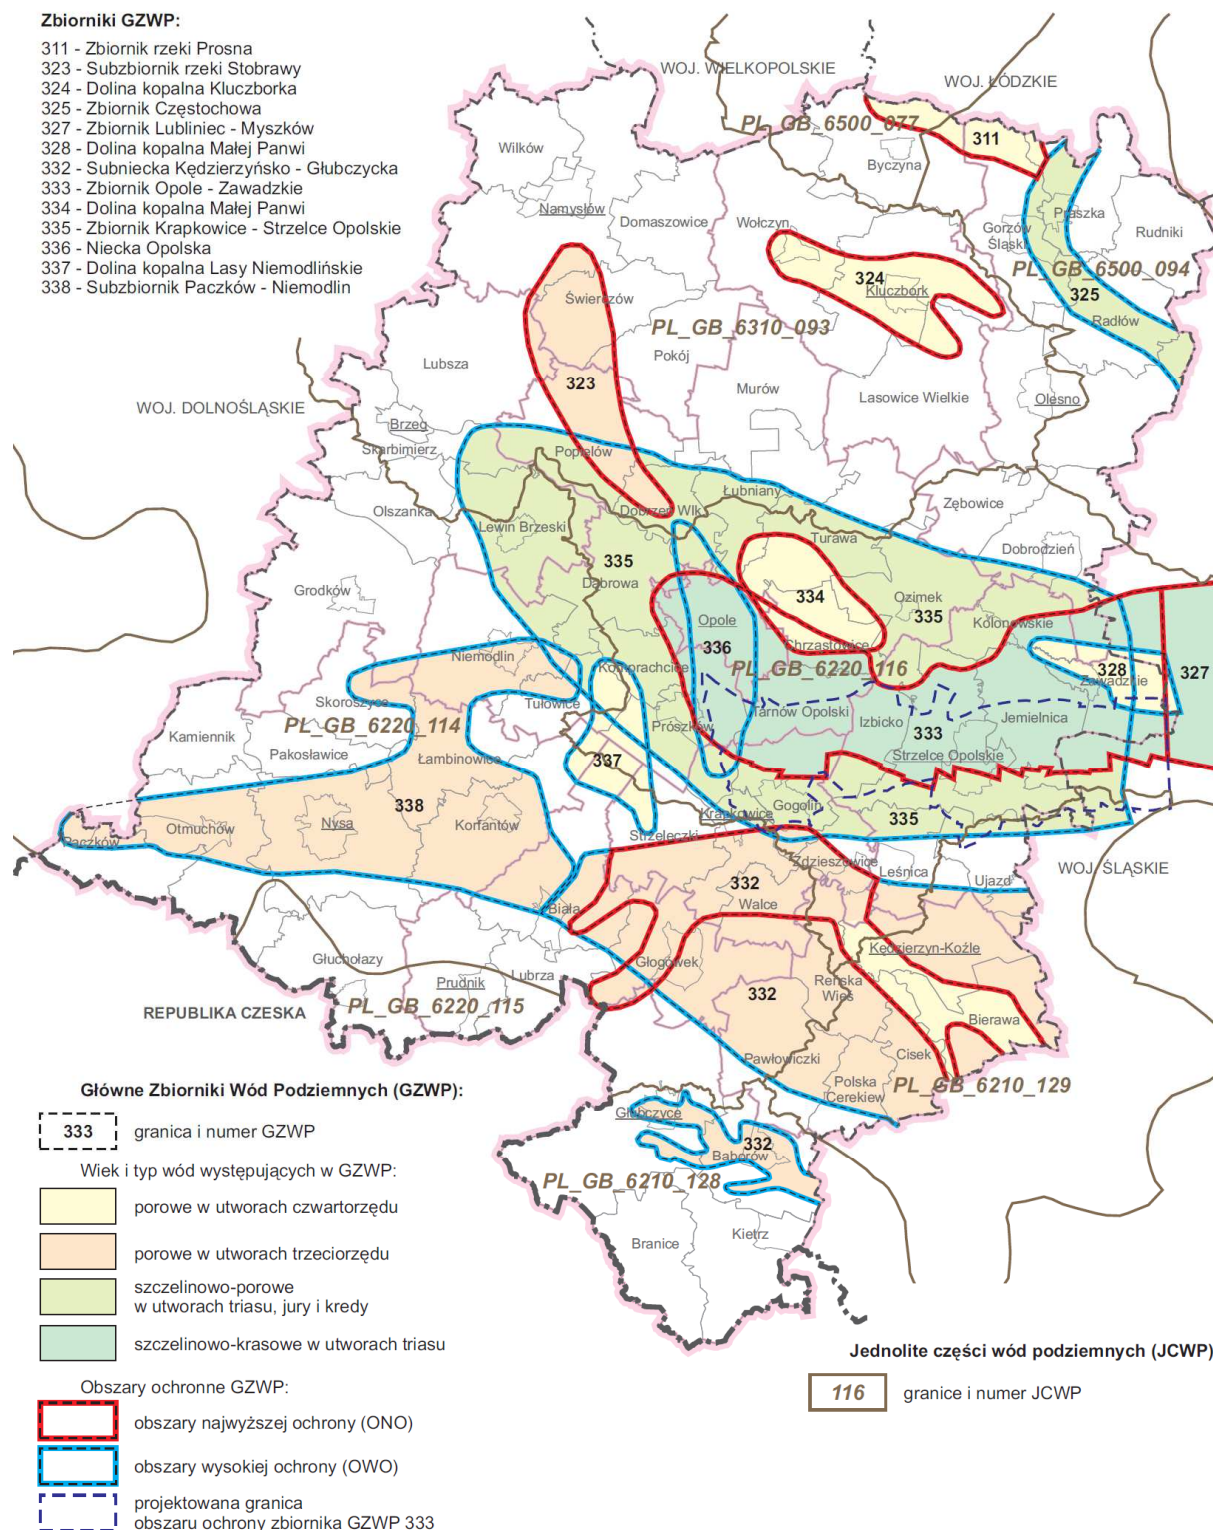 Zbiorniki GZWP:
311 - Zbiornik rzeki Prosna
323 - Subzbiornik rzeki Stobrawy
324 - Dolina kopalna Kluczborka
325 - Zbiornik Częstochowa
327 - Zbiornik Lubliniec - Myszków
328 - Dolina kopalna Małej Panwi
332 - Subniecka Kędzierzyńsko - Głubczycka
333 - Zbiornik Opole - Zawadzkie
334 - Dolina kopalna Małej Panwi
335 - Zbiornik Krapkowice - Strzelce Opolskie
336 - Niecka Opolska
337 - Dolina kopalna Lasy Niemodlińskie
338 - Subzbiornik Paczków - Niemodlin
WOJ. WIELKOPOLSKIE
WOJ. ŁÓDZKIE
PL_GB_6500_077
311
Wilków
Byczyna
Namysłów
Domaszowice
Wołczyn
Praszka
Gorzów
Śląski
Rudniki
PL_GB_6500_094
324
Kluczbork
325
Świerczów
Radłów
PL_GB_6310_093
Pokój
Lubsza
323
Murów
Lasowice Wielkie
Olesno
WOJ. DOLNOŚLĄSKIE
Brzeg
Skarbimierz
Popielów
Łubniany
Zębowice
Olszanka
Dobrzeń Wlk.
Lewin Brzeski
Turawa
Dobrodzień
335
Dąbrowa
Grodków
334
Ozimek
335
Opole
Kolonowskie
Chrząstowice
336
Niemodlin
Komprachcice
PL_GB_6220_116
328
327
Zawadzkie
Skoroszyce
Tułowice
PL_GB_6220_114
Prószków
Tarnów Opolski
Izbicko
Jemielnica
333
Kamiennik
Pakosławice
Łambinowice
337
Strzelce Opolskie
338
Gogolin
Krapkowice
335
Otmuchów
Nysa
Korfantów
Paczków
Strzeleczki
Zdzieszowice
Leśnica
Ujazd
WOJ. ŚLĄSKIE
332
Walce
Biała
Kędzierzyn-Koźle
Głuchołazy
Głogówek
Prudnik
Lubrza
332
Reńska
Wieś
PL_GB_6220_115
Bierawa
REPUBLIKA CZESKA
Pawłowiczki
Cisek
Polska
Cerekiew
PL_GB_6210_129
Głubczyce
332
Baborów
PL_GB_6210_128
Branice
Kietrz
Główne Zbiorniki Wód Podziemnych (GZWP):
333
granica i numer GZWP
Wiek i typ wód występujących w GZWP:
porowe w utworach czwartorzędu
porowe w utworach trzeciorzędu
szczelinowo-porowe
w utworach triasu, jury i kredy
szczelinowo-krasowe w utworach triasu
Obszary ochronne GZWP:
obszary najwyższej ochrony (ONO)
obszary wysokiej ochrony (OWO)
projektowana granica
obszaru ochrony zbiornika GZWP 333
Jednolite części wód podziemnych (JCWP)
116
granice i numer JCWP